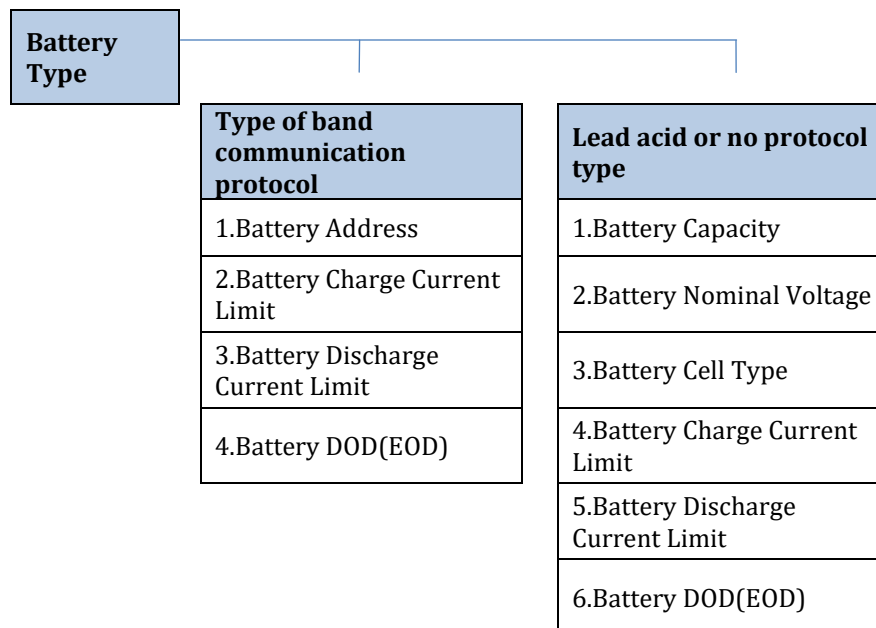 Battery
Type
Type of band
communication
protocol
1.Battery Address
2.Battery Charge Current
Limit
3.Battery Discharge
Current Limit
4.Battery DOD(EOD)
Lead acid or no protocol
type
1.Battery Capacity
2.Battery Nominal Voltage
3.Battery Cell Type
4.Battery Charge Current
Limit
5.Battery Discharge
Current Limit
6.Battery DOD(EOD)